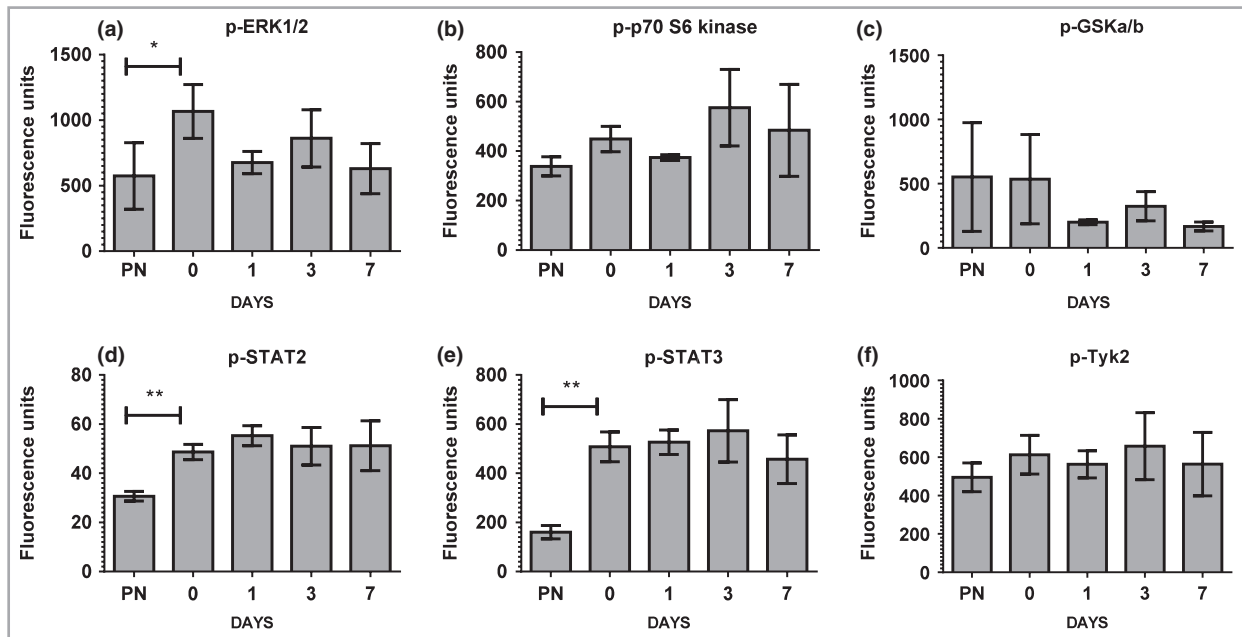 (a) p-ERK1/2
*
Fluorescence units
1500
1000
500
0
PN 0 1 3 7
DAYS
(b) p-p70 S6 kinase
Fluorescence units
800
600
400
200
0
PN 0 1 3 7
DAYS
(c) p-GSKa/b
Fluorescence units
1500
1000
500
0
PN 0 1 3 7
DAYS
(d) p-STAT2
**
Fluorescence units
80
60
40
20
0
PN 0 1 3 7
DAYS
(e) p-STAT3
**
Fluorescence units
800
600
400
200
0
PN 0 1 3 7
DAYS
(f) p-Tyk2
Fluorescence units
1000
800
600
400
200
0
PN 0 1 3 7
DAYS